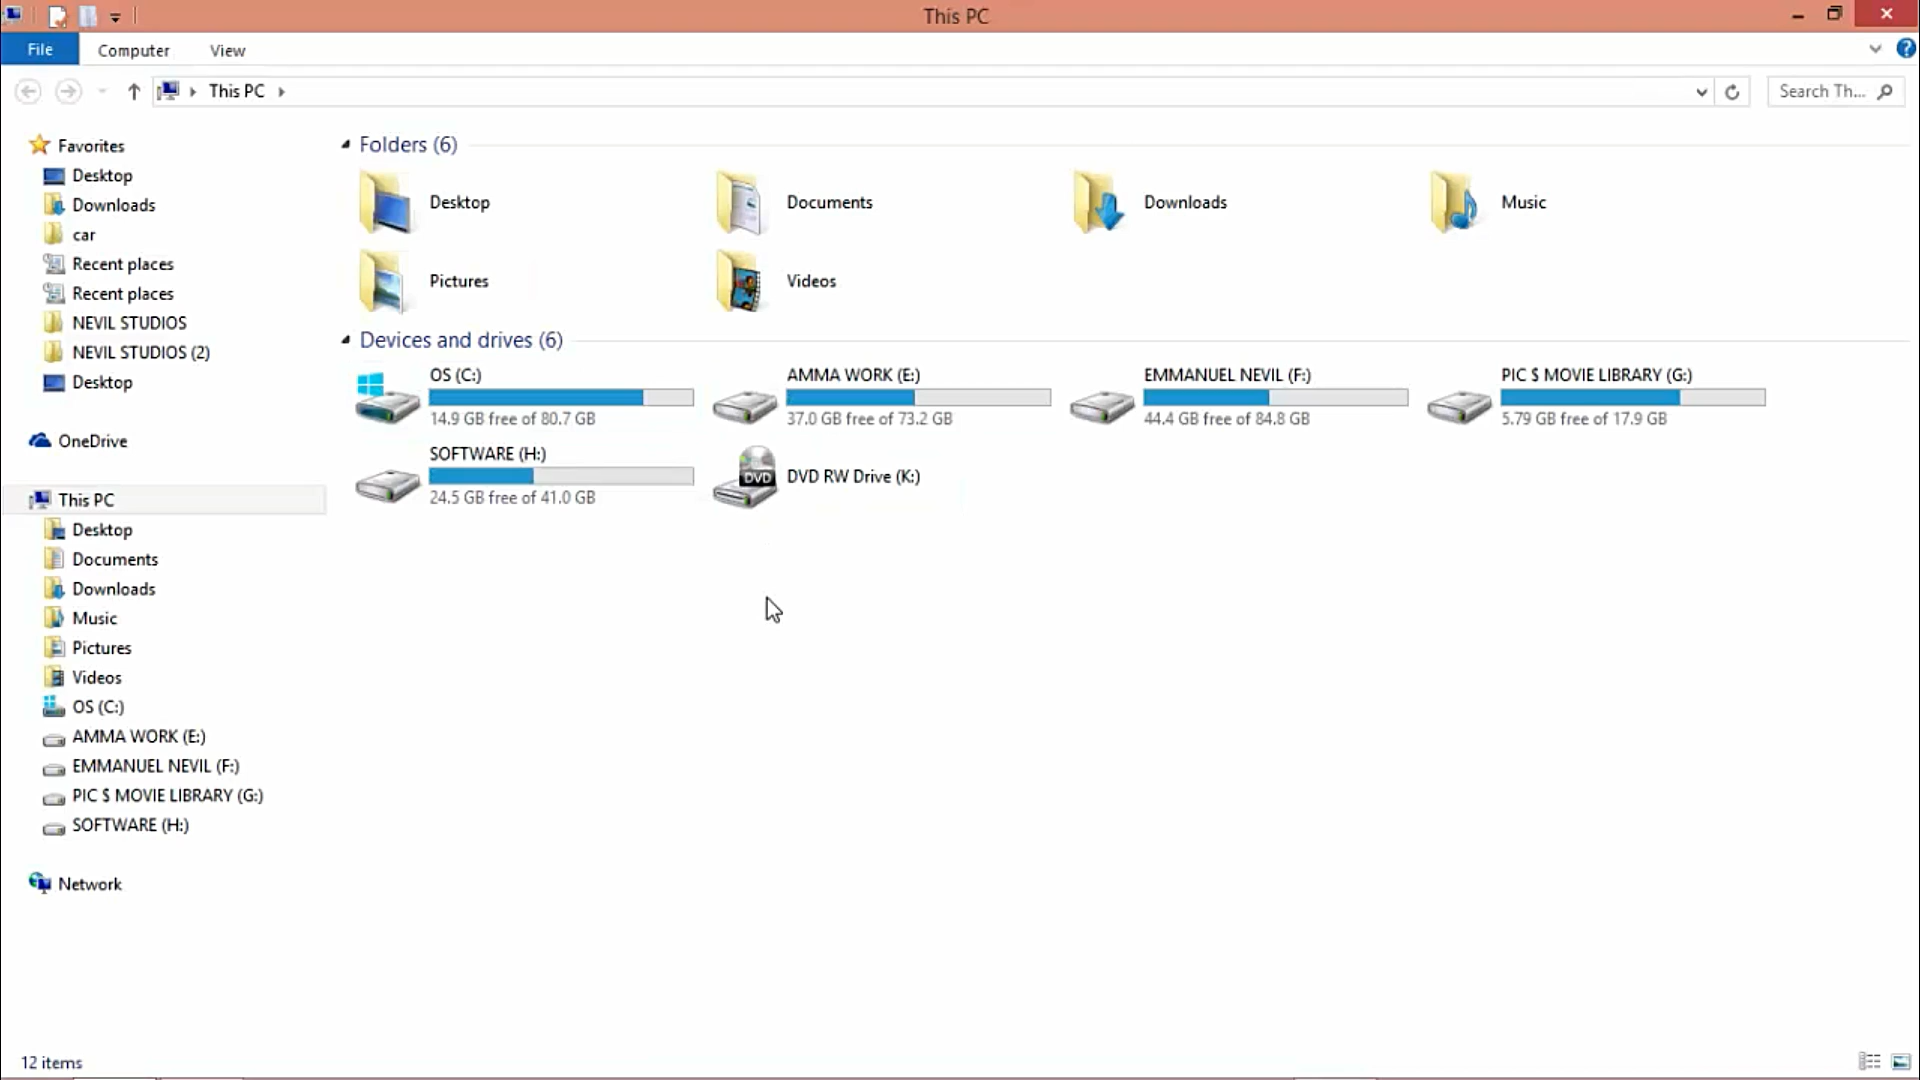 This PC
File Computer View
This PC
Search Th...
Favorites
Desktop
Downloads
car
Recent places
Recent places
NEVIL STUDIOS
NEVIL STUDIOS (2)
Desktop
OneDrive
This PC
Desktop
Documents
Downloads
Music
Pictures
Videos
OS (C:)
AMMA WORK (E:)
EMMANUEL NEVIL (F:)
PIC $ MOVIE LIBRARY (G:)
SOFTWARE (H:)
Network
Folders (6)
Desktop
Documents
Downloads
Music
Pictures
Videos
Devices and drives (6)
OS (C:)
14.9 GB free of 80.7 GB
AMMA WORK (E:)
37.0 GB free of 73.2 GB
EMMANUEL NEVIL (F:)
44.4 GB free of 84.8 GB
PIC $ MOVIE LIBRARY (G:)
5.79 GB free of 17.9 GB
SOFTWARE (H:)
24.5 GB free of 41.0 GB
DVD
DVD RW Drive (K:)
12 items